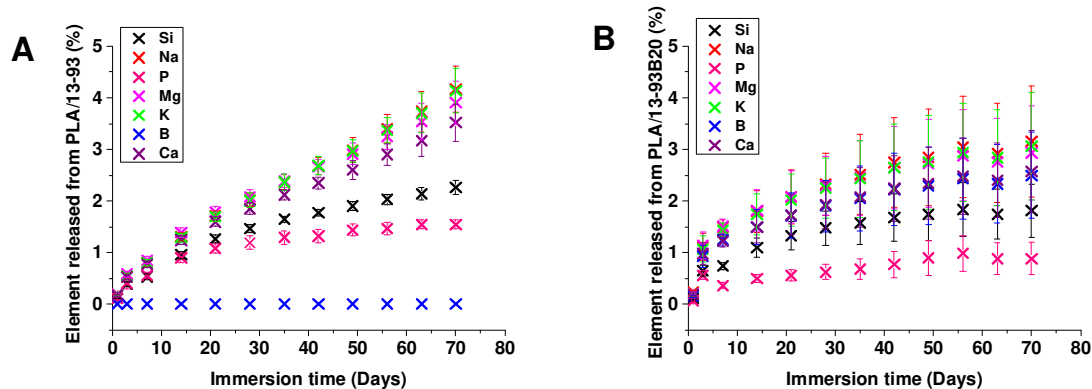 A
Element released from PLA/13-93 (%)
5
4
3
2
1
0
Si
Na
P
Mg
K
B
Ca
0 10 20 30 40 50 60 70 80
Immersion time (Days)
B
Element released from PLA/13-93B20 (%)
5
4
3
2
1
0
Si
Na
P
Mg
K
B
Ca
0 10 20 30 40 50 60 70 80
Immersion time (Days)